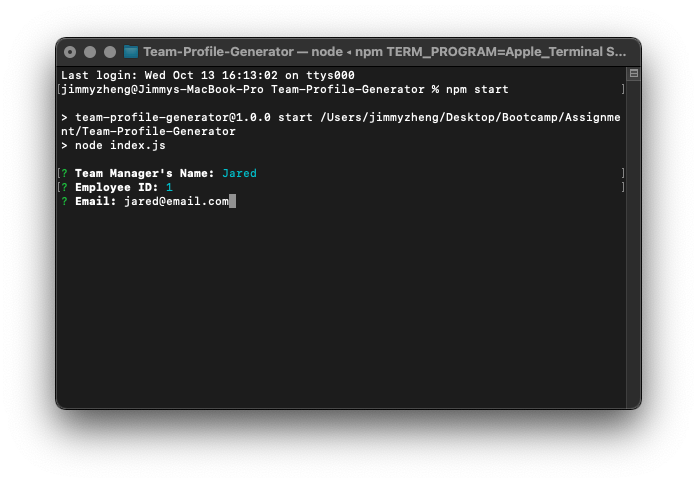 Team-Profile-Generator — node ◂ npm TERM_PROGRAM=Apple_Terminal S...
Last login: Wed Oct 13 16:13:02 on ttys000
[jimmyzheng@Jimmys-MacBook-Pro Team-Profile-Generator % npm start ]
> team-profile-generator@1.0.0 start /Users/jimmyzheng/Desktop/Bootcamp/Assignme
nt/Team-Profile-Generator
> node index.js
[? Team Manager's Name: Jared ]
[? Employee ID: 1 ]
? Email: jared@email.com